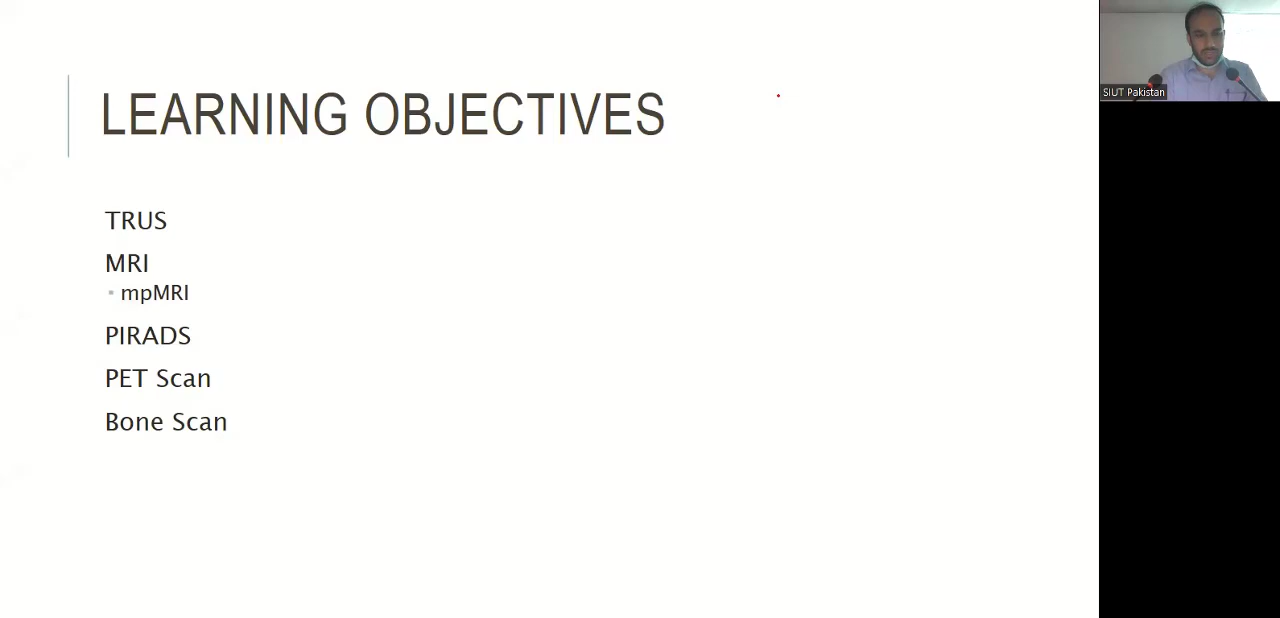 LEARNING OBJECTIVES
TRUS
MRI
▪ mpMRI
PIRADS
PET Scan
Bone Scan
SIUT Pakistan